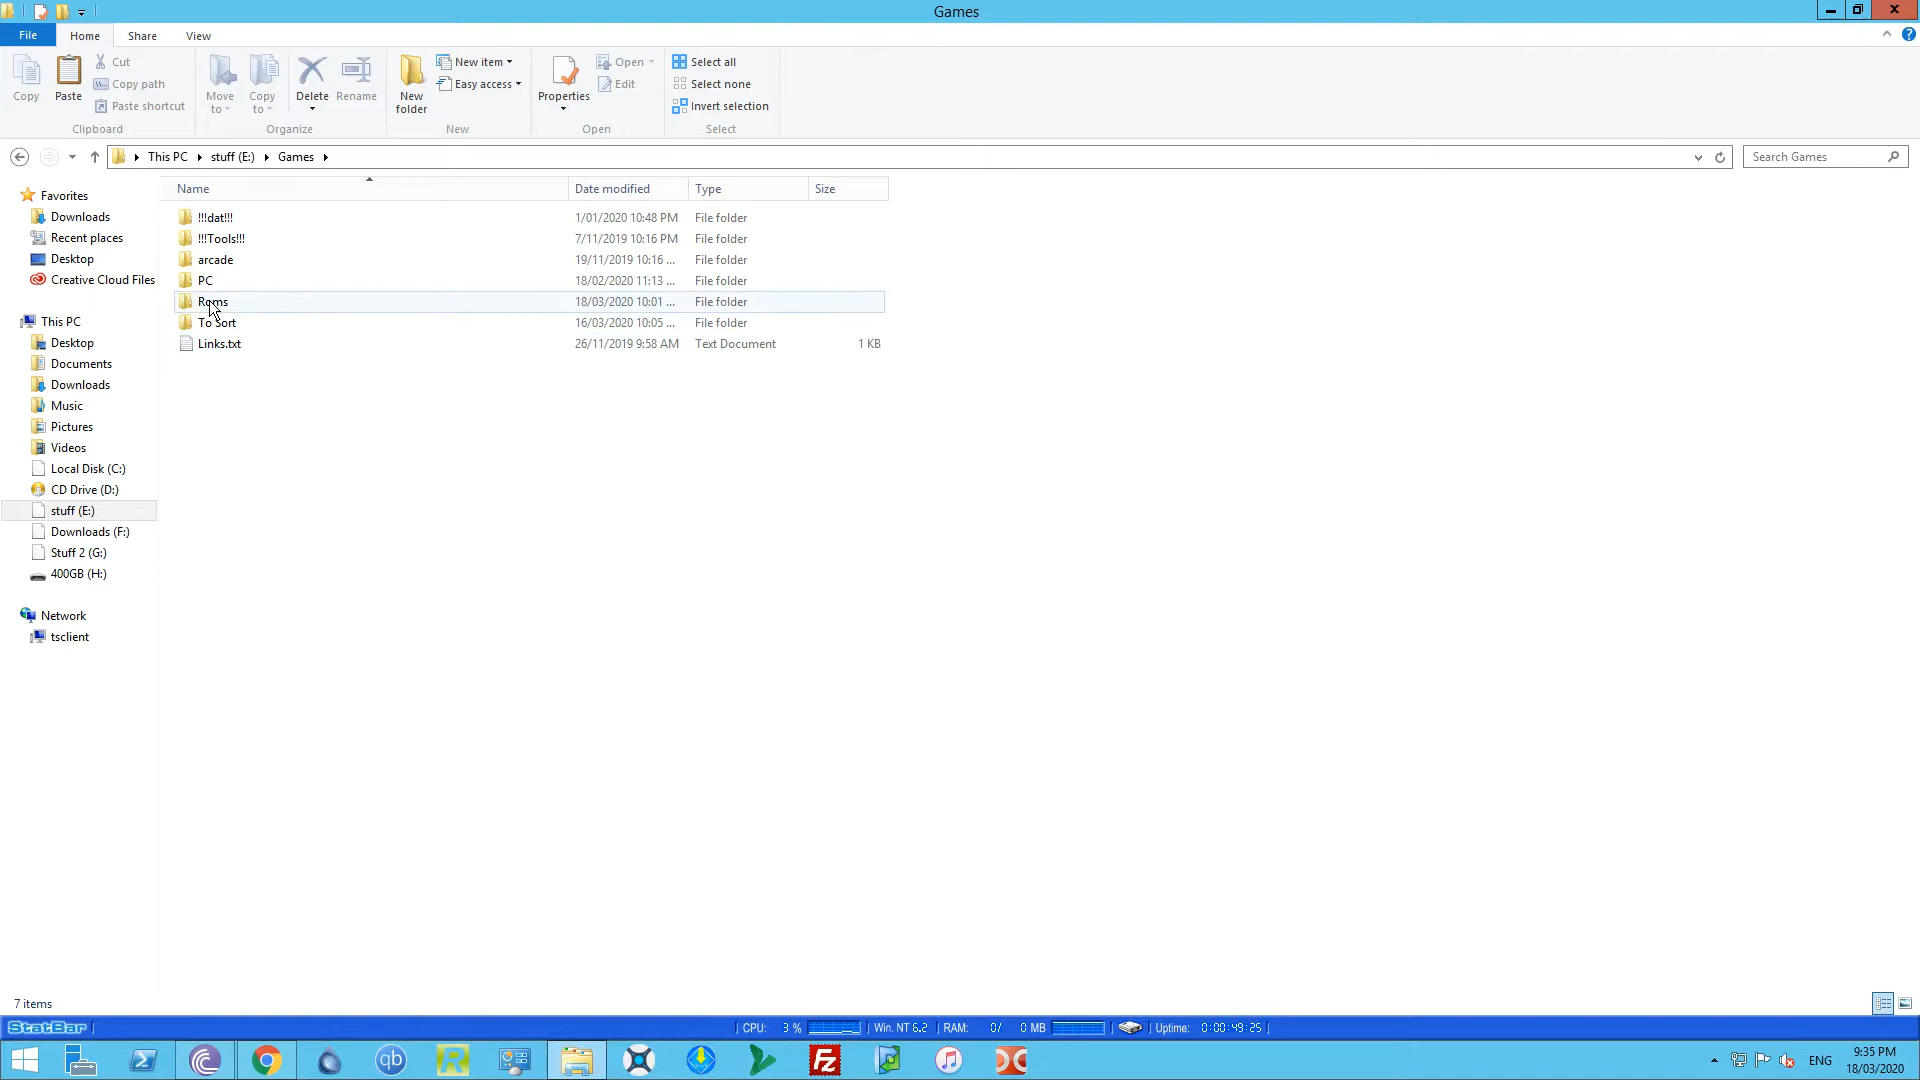 Games
File Home Share View
Copy Paste Cut Copy path Paste shortcut Clipboard
Move to Copy to Delete Rename Organize
New folder New item Easy access New
Properties Open Edit Open
Select all Select none Invert selection Select
This PC stuff (E:) Games Search Games
Name Date modified Type Size
!!!dat!!! 1/01/2020 10:48 PM File folder
!!!Tools!!! 7/11/2019 10:16 PM File folder
arcade 19/11/2019 10:16 ... File folder
PC 18/02/2020 11:13 ... File folder
Roms 18/03/2020 10:01 ... File folder
To Sort 16/03/2020 10:05 ... File folder
Links.txt 26/11/2019 9:58 AM Text Document 1 KB
Favorites
Downloads
Recent places
Desktop
Creative Cloud Files
This PC
Desktop
Documents
Downloads
Music
Pictures
Videos
Local Disk (C:)
CD Drive (D:)
stuff (E:)
Downloads (F:)
Stuff 2 (G:)
400GB (H:)
Network
tsclient
7 items
StatBar CPU: 3 % Win. NT 6.2 RAM: 0/ 0 MB Uptime: 0:00:49:25
qb R Fz ENG 9:35 PM
18/03/2020